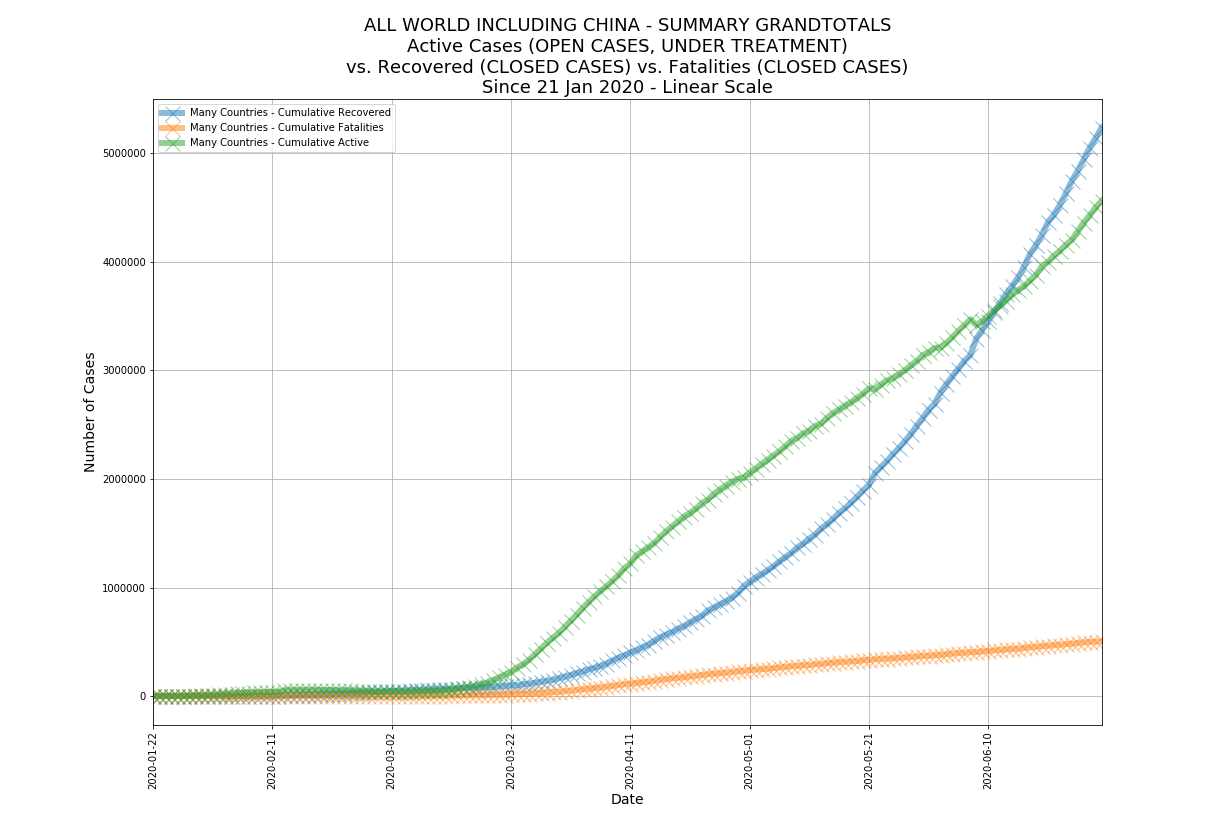 ALL WORLD INCLUDING CHINA - SUMMARY GRANDTOTALS
Active Cases (OPEN CASES, UNDER TREATMENT)
vs. Recovered (CLOSED CASES) vs. Fatalities (CLOSED CASES)
Since 21 Jan 2020 - Linear Scale
Many Countries - Cumulative Recovered
Many Countries - Cumulative Fatalities
Many Countries - Cumulative Active
Number of Cases
5000000
4000000
3000000
2000000
1000000
0
2020-01-22
2020-02-11
2020-03-02
2020-03-22
2020-04-11
2020-05-01
2020-05-21
2020-06-10
Date